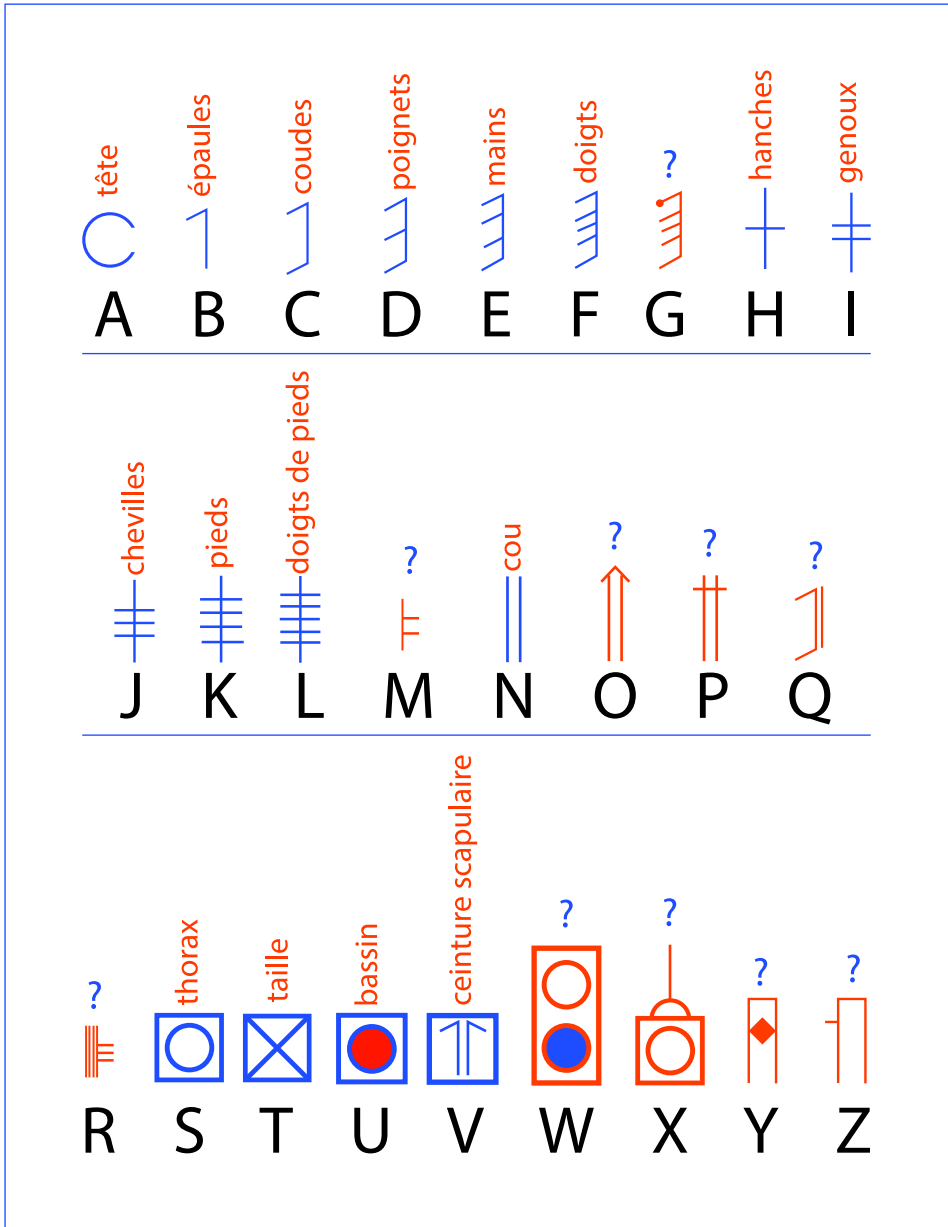 tête épaules coudes poignets mains doigts ? hanches genoux
A B C D E F G H I
chevilles pieds doigts de pieds ? cou ? ? ?
J K L M N O P Q
? thorax taille bassin ceinture scapulaire ? ? ? ?
R S T U V W X Y Z